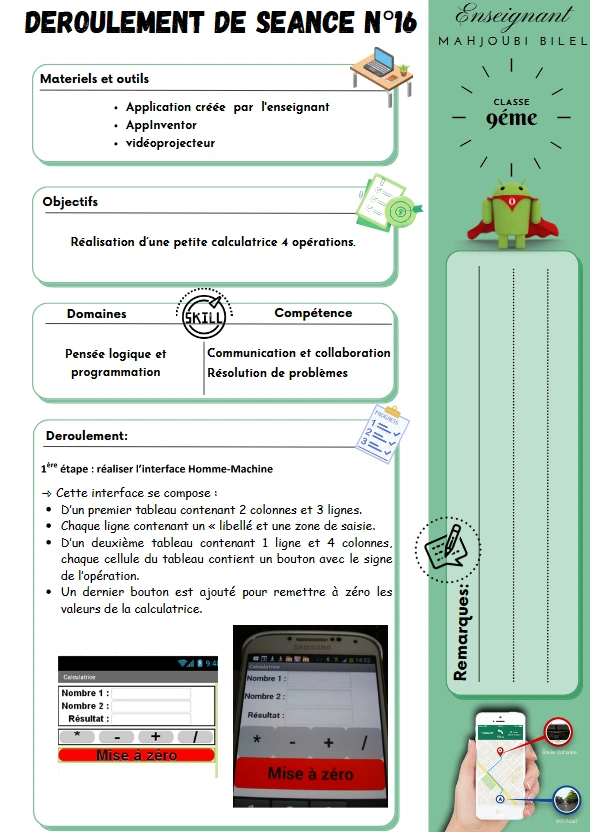 DEROULEMENT DE SEANCE N°16
Enseignant
MAHJOUBI BILEL
CLASSE
9éme
Materiels et outils
• Application créée par l'enseignant
• AppInventor
• vidéoprojecteur
Objectifs
Réalisation d'une petite calculatrice 4 opérations.
Domaines
SKILL
Compétence
Pensée logique et
programmation
Communication et collaboration
Résolution de problèmes
PROGRESS
1
2
3
Deroulement:
1ère étape : réaliser l'interface Homme-Machine
→ Cette interface se compose :
• D'un premier tableau contenant 2 colonnes et 3 lignes.
• Chaque ligne contenant un « libellé et une zone de saisie.
• D'un deuxième tableau contenant 1 ligne et 4 colonnes,
chaque cellule du tableau contient un bouton avec le signe
de l'opération.
• Un dernier bouton est ajouté pour remettre à zéro les
valeurs de la calculatrice.
Calculatrice
Nombre 1 :
Nombre 2 :
Résultat :
* - + /
Mise à zéro
SAMSUNG
14:52
Calculatrice
Nombre 1 :
Nombre 2 :
Résultat :
* - + /
Mise à zéro
Remarques: